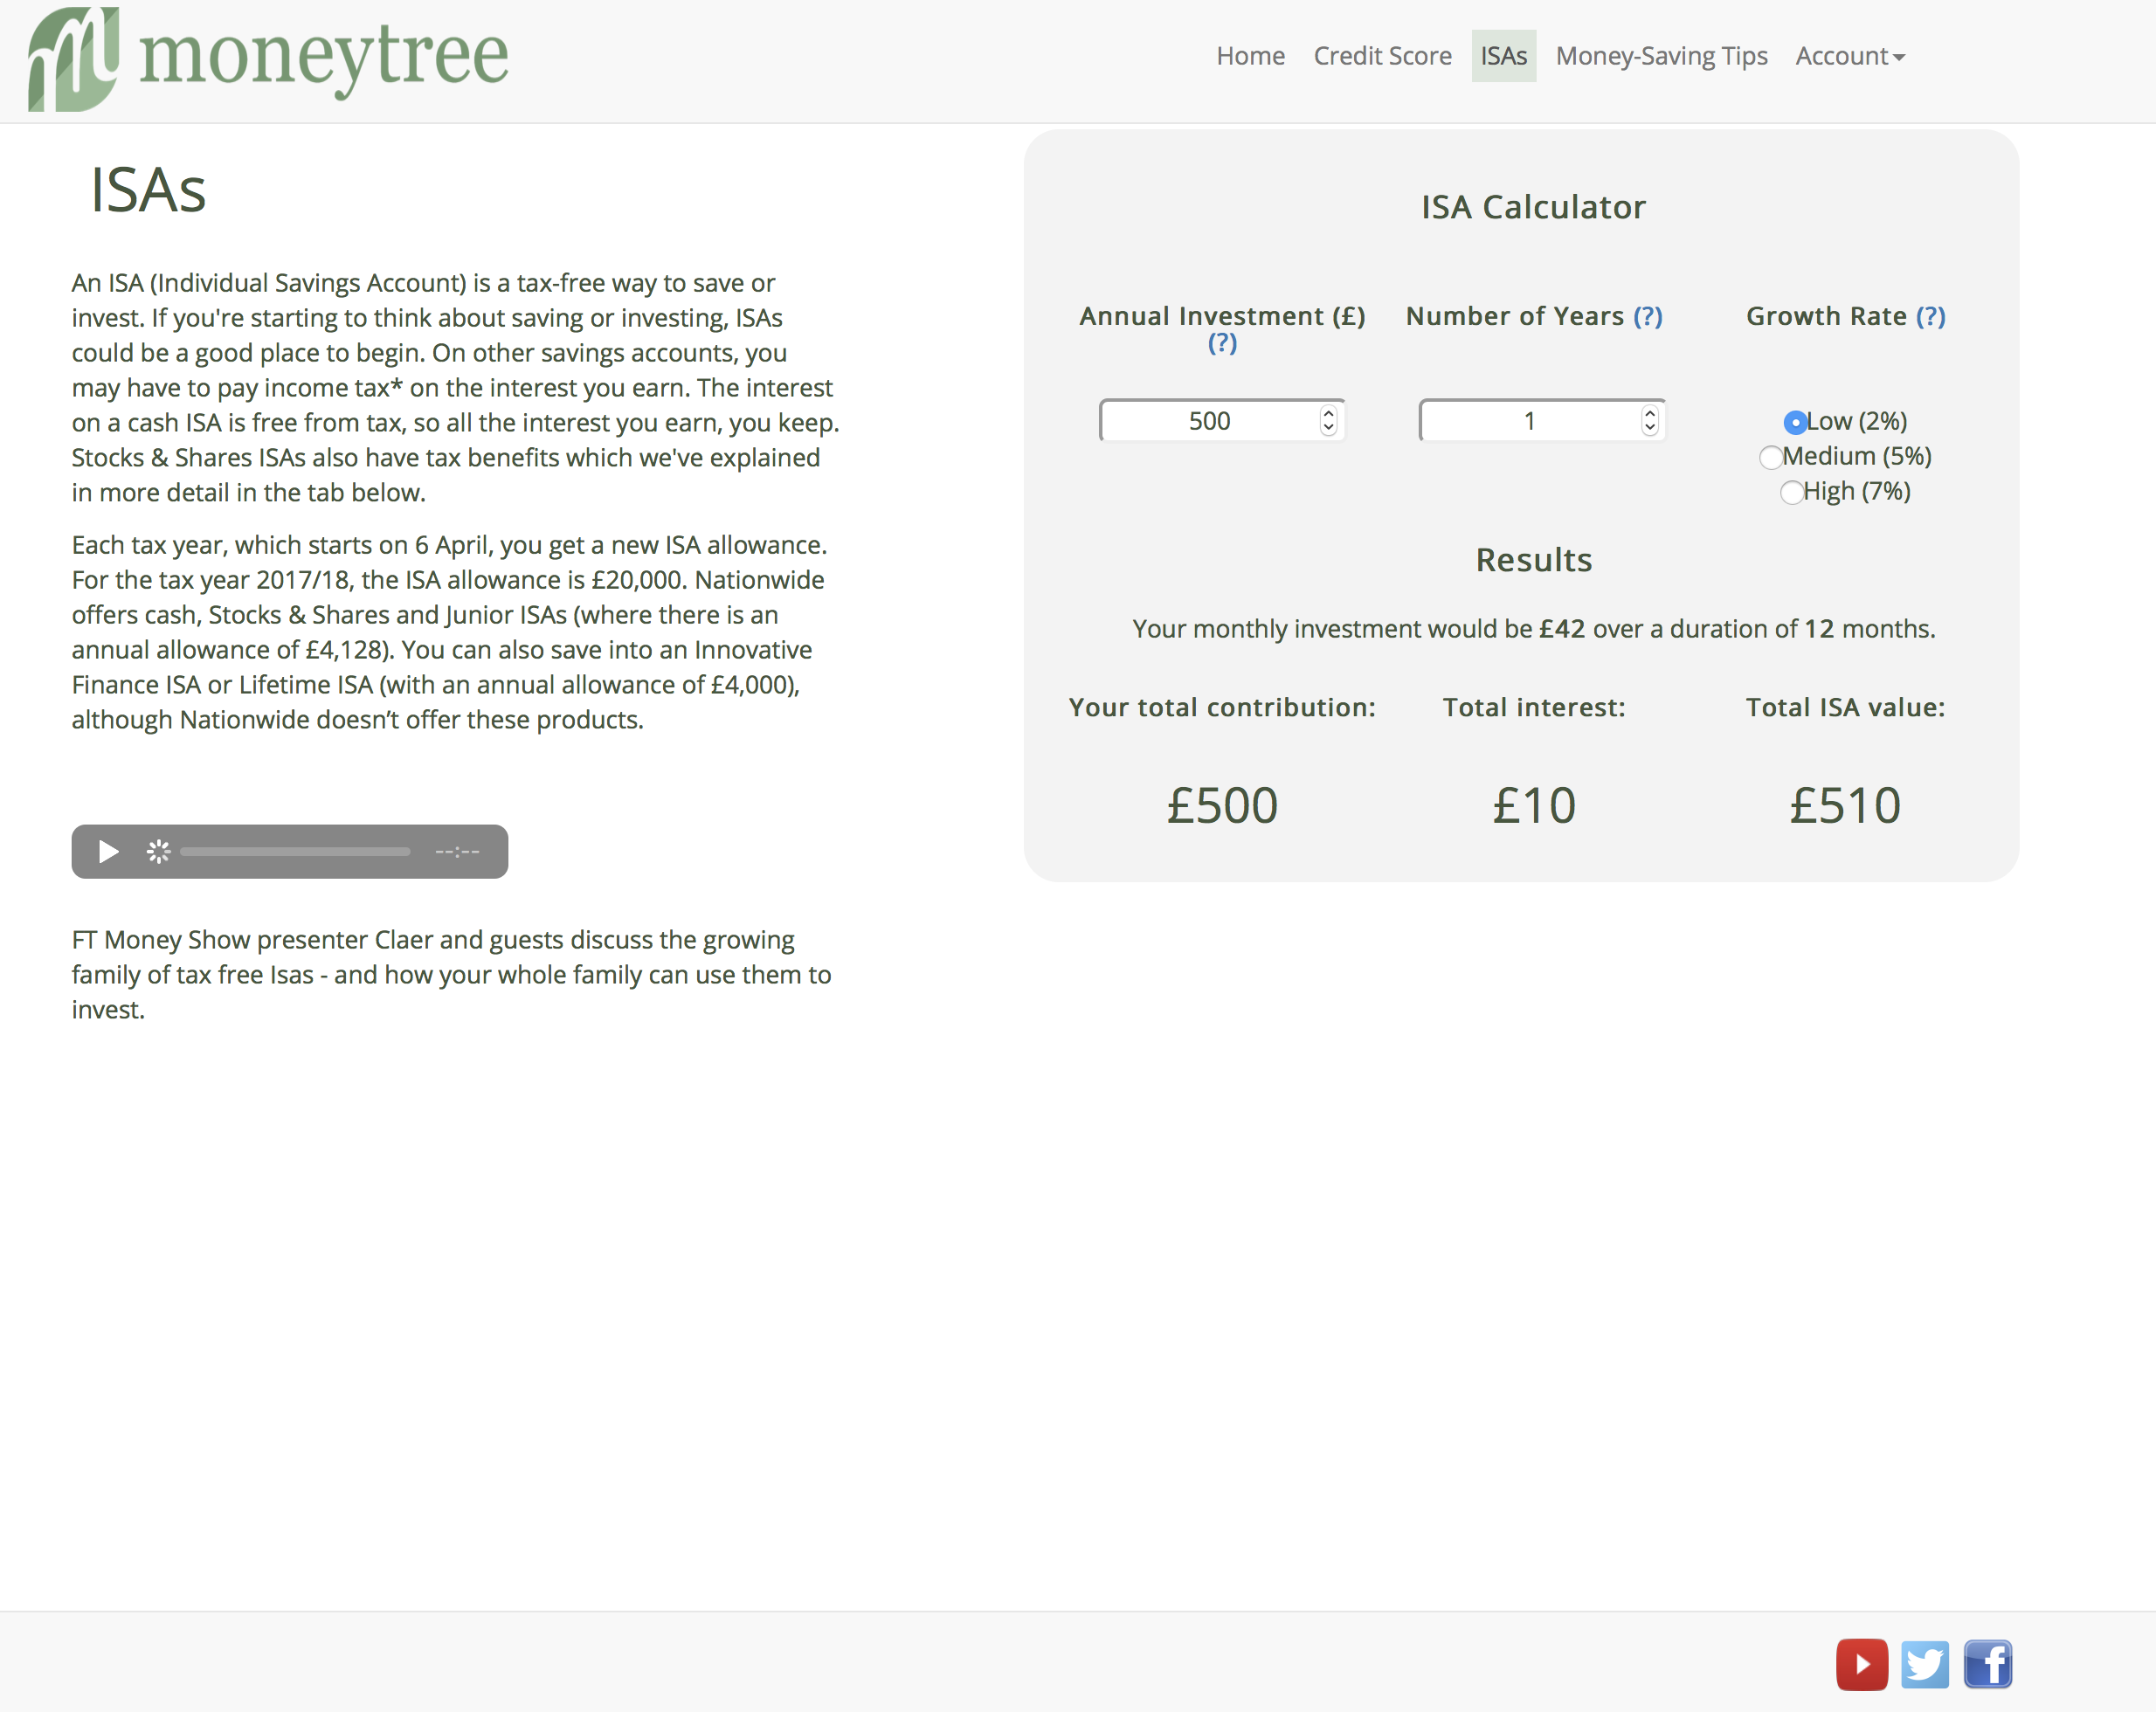 moneytree
Home Credit Score ISAs Money-Saving Tips Account
ISAs
An ISA (Individual Savings Account) is a tax-free way to save or
invest. If you're starting to think about saving or investing, ISAs
could be a good place to begin. On other savings accounts, you
may have to pay income tax* on the interest you earn. The interest
on a cash ISA is free from tax, so all the interest you earn, you keep.
Stocks & Shares ISAs also have tax benefits which we've explained
in more detail in the tab below.
Each tax year, which starts on 6 April, you get a new ISA allowance.
For the tax year 2017/18, the ISA allowance is £20,000. Nationwide
offers cash, Stocks & Shares and Junior ISAs (where there is an
annual allowance of £4,128). You can also save into an Innovative
Finance ISA or Lifetime ISA (with an annual allowance of £4,000),
although Nationwide doesn’t offer these products.
--:--
FT Money Show presenter Claer and guests discuss the growing
family of tax free Isas - and how your whole family can use them to
invest.
ISA Calculator
Annual Investment (£)
(?)
Number of Years (?)
Growth Rate (?)
500
1
Low (2%)
Medium (5%)
High (7%)
Results
Your monthly investment would be £42 over a duration of 12 months.
Your total contribution:
Total interest:
Total ISA value:
£500
£10
£510